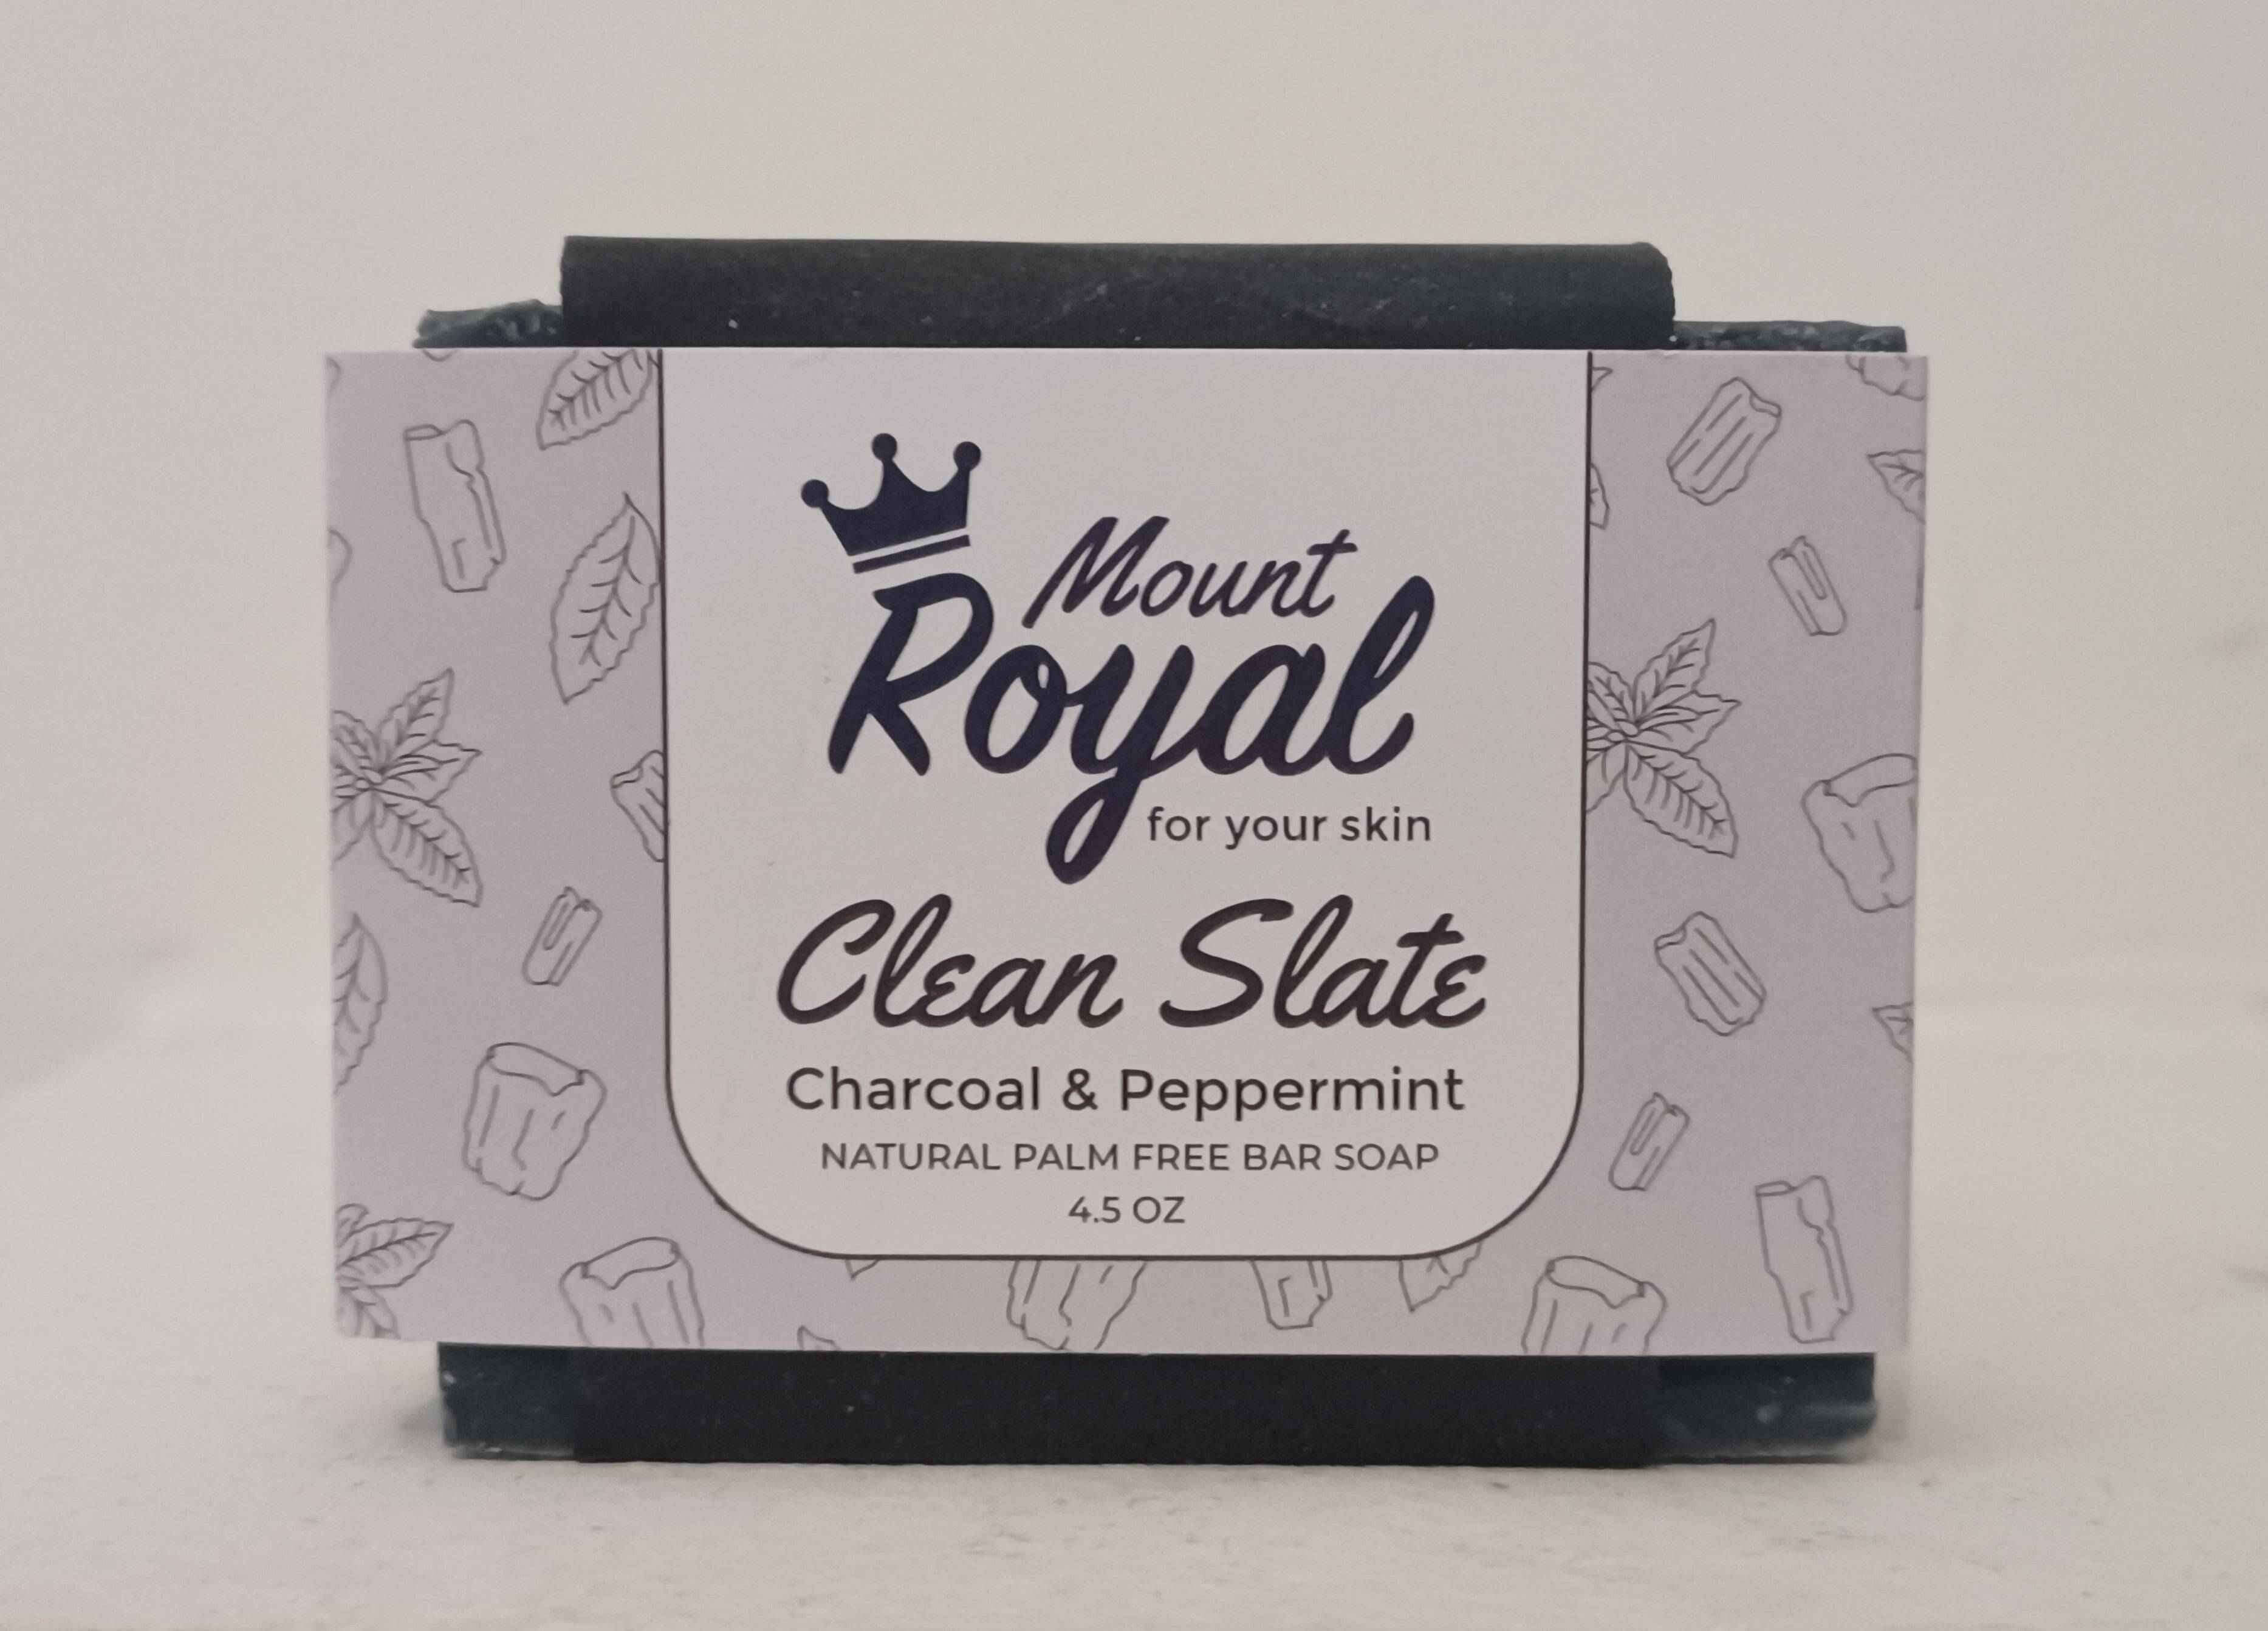 Mount
Royal
for your skin
Clean Slate
Charcoal & Peppermint
NATURAL PALM FREE BAR SOAP
4.5 OZ